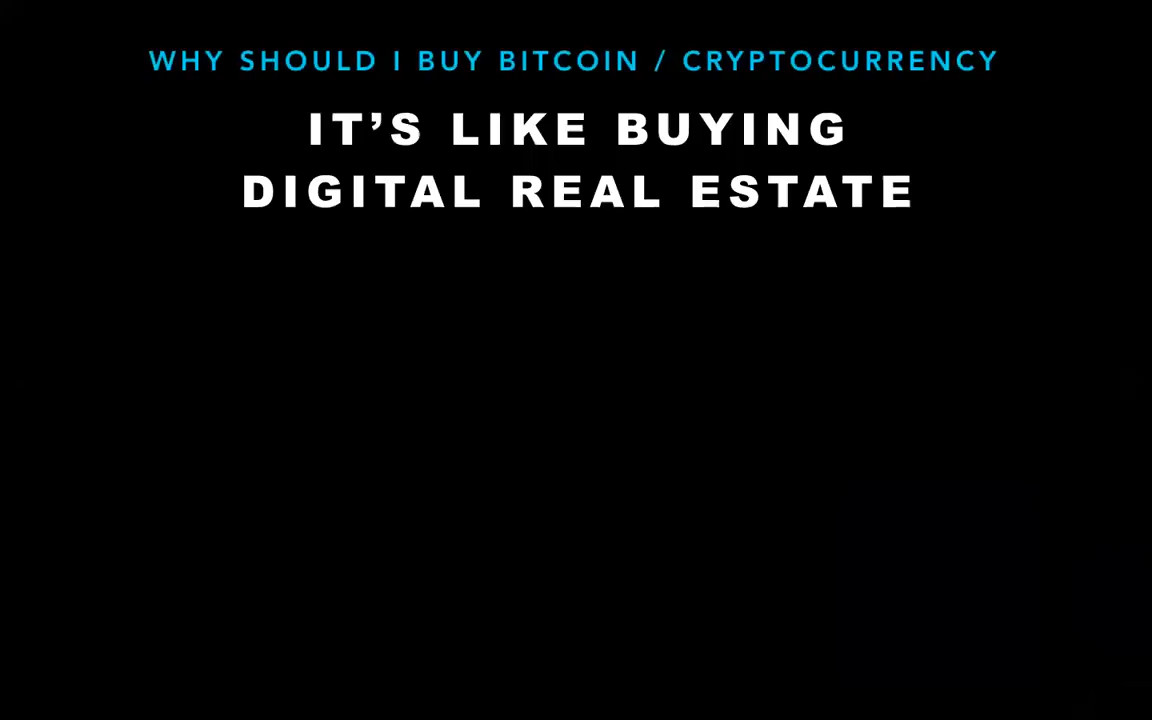 WHY SHOULD I BUY BITCOIN / CRYPTOCURRENCY
IT’S LIKE BUYING
DIGITAL REAL ESTATE